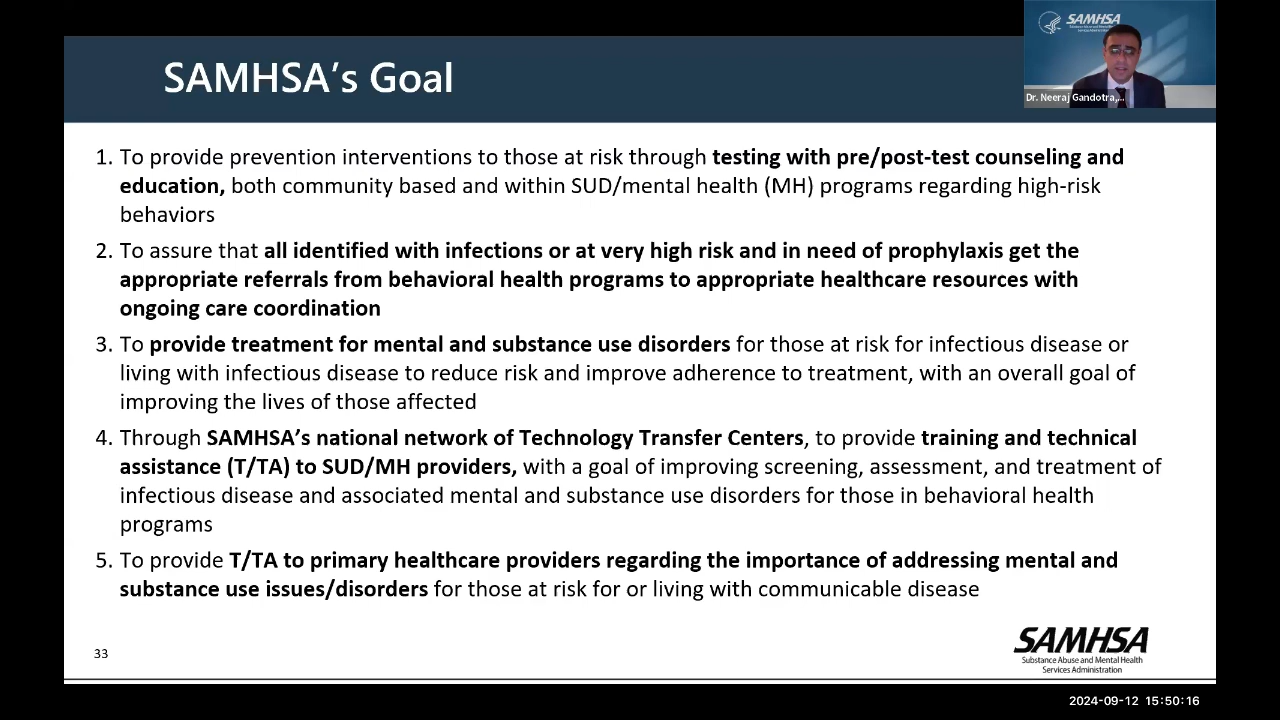 SAMHSA
SAMHSA's Goal
Dr. Neeraj Gandotra,...
1. To provide prevention interventions to those at risk through testing with pre/post-test counseling and
education, both community based and within SUD/mental health (MH) programs regarding high-risk
behaviors
2. To assure that all identified with infections or at very high risk and in need of prophylaxis get the
appropriate referrals from behavioral health programs to appropriate healthcare resources with
ongoing care coordination
3. To provide treatment for mental and substance use disorders for those at risk for infectious disease or
living with infectious disease to reduce risk and improve adherence to treatment, with an overall goal of
improving the lives of those affected
4. Through SAMHSA's national network of Technology Transfer Centers, to provide training and technical
assistance (T/TA) to SUD/MH providers, with a goal of improving screening, assessment, and treatment of
infectious disease and associated mental and substance use disorders for those in behavioral health
programs
5. To provide T/TA to primary healthcare providers regarding the importance of addressing mental and
substance use issues/disorders for those at risk for or living with communicable disease
33
SAMHSA
Substance Abuse and Mental Health
Services Administration
2024-09-12 15:50:16